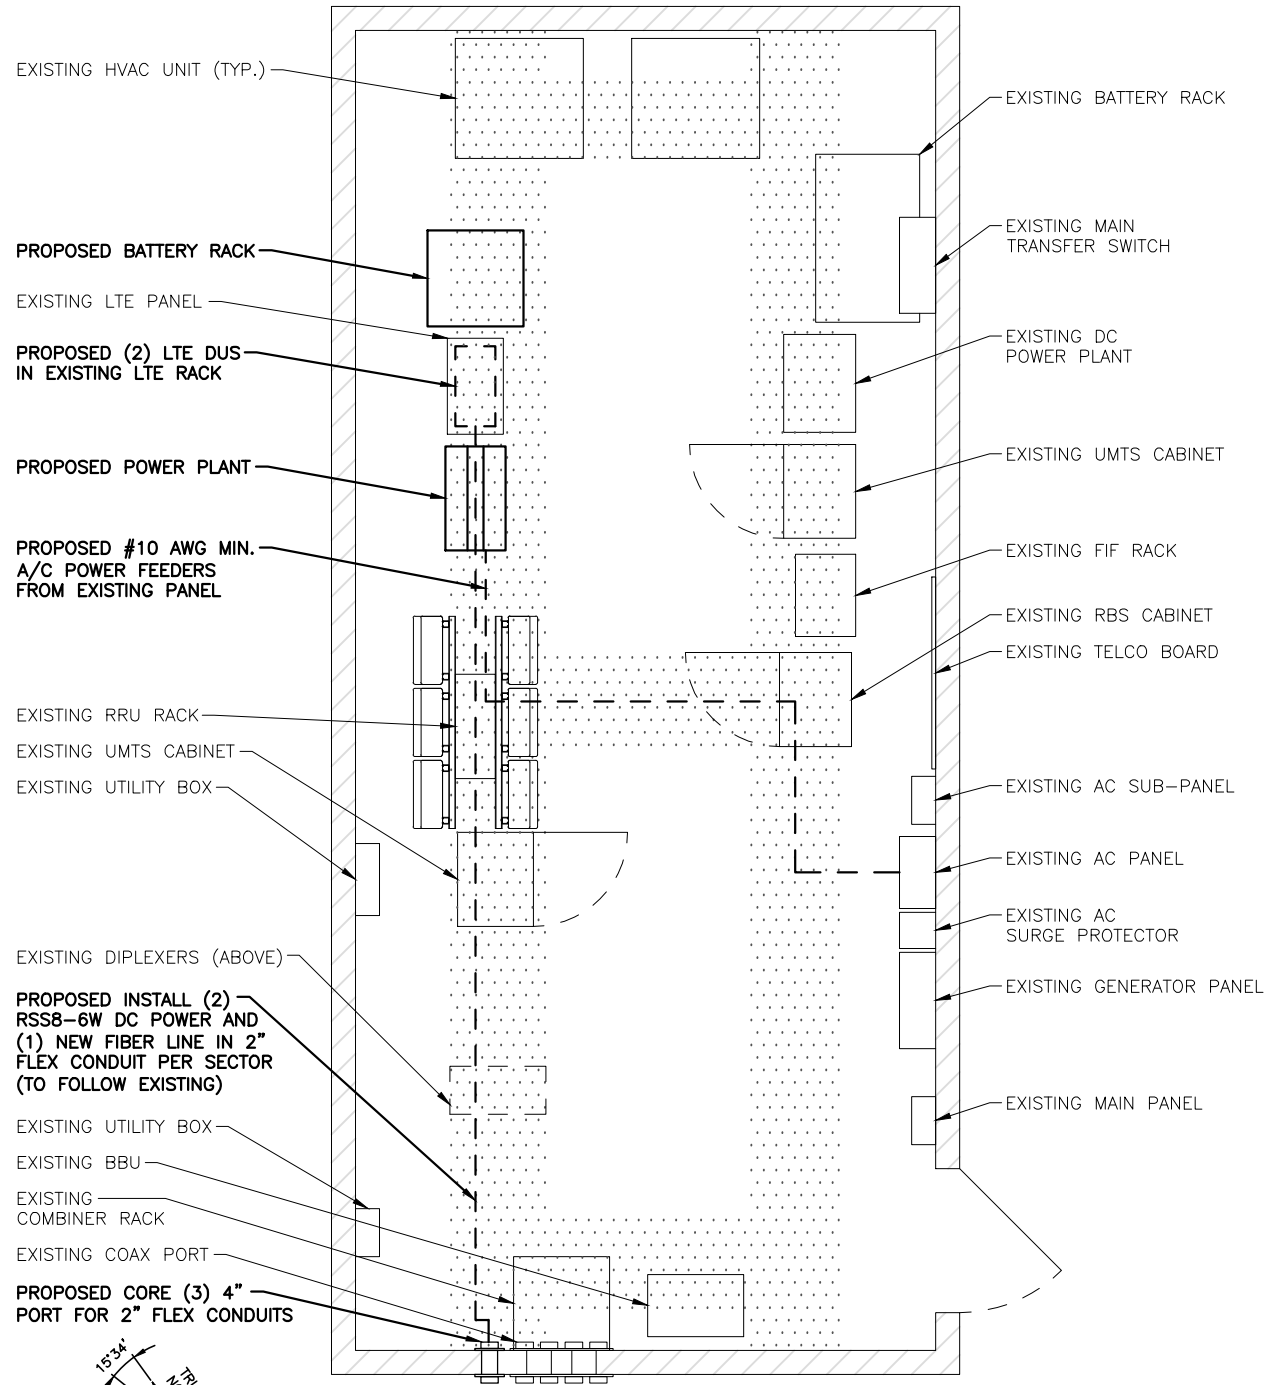 EXISTING HVAC UNIT (TYP.)
PROPOSED BATTERY RACK
EXISTING LTE PANEL
PROPOSED (2) LTE DUS
IN EXISTING LTE RACK
PROPOSED POWER PLANT
PROPOSED #10 AWG MIN.
A/C POWER FEEDERS
FROM EXISTING PANEL
EXISTING RRU RACK
EXISTING UMTS CABINET
EXISTING UTILITY BOX
EXISTING DIPLEXERS (ABOVE)
PROPOSED INSTALL (2)
RSS8-6W DC POWER AND
(1) NEW FIBER LINE IN 2"
FLEX CONDUIT PER SECTOR
(TO FOLLOW EXISTING)
EXISTING UTILITY BOX
EXISTING BBU
EXISTING
COMBINER RACK
EXISTING COAX PORT
PROPOSED CORE (3) 4"
PORT FOR 2" FLEX CONDUITS
EXISTING BATTERY RACK
EXISTING MAIN
TRANSFER SWITCH
EXISTING DC
POWER PLANT
EXISTING UMTS CABINET
EXISTING FIF RACK
EXISTING RBS CABINET
EXISTING TELCO BOARD
EXISTING AC SUB-PANEL
EXISTING AC PANEL
EXISTING AC
SURGE PROTECTOR
EXISTING GENERATOR PANEL
EXISTING MAIN PANEL
15°34'